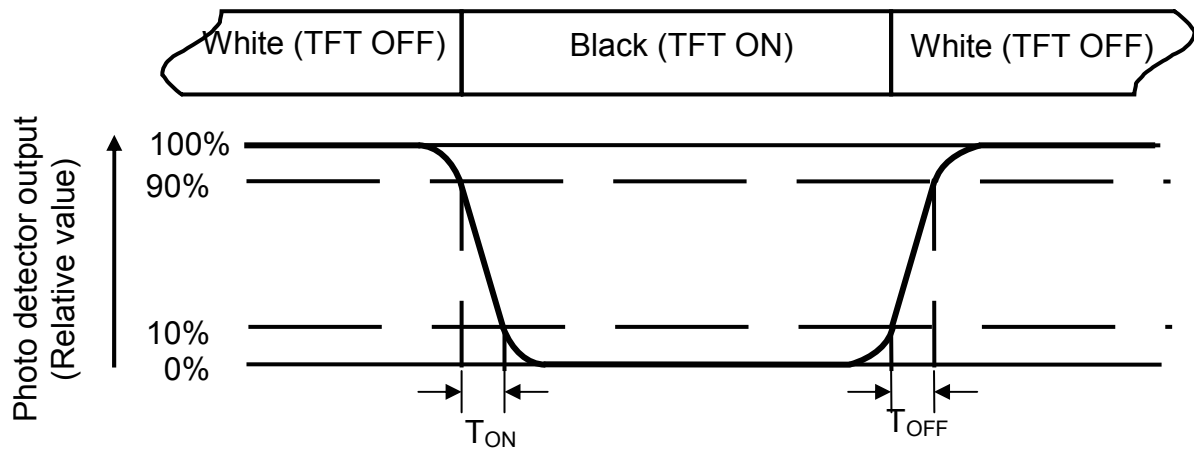 White (TFT OFF)
Black (TFT ON)
White (TFT OFF)
Photo detector output
(Relative value)
100%
90%
10%
0%
TON
TOFF